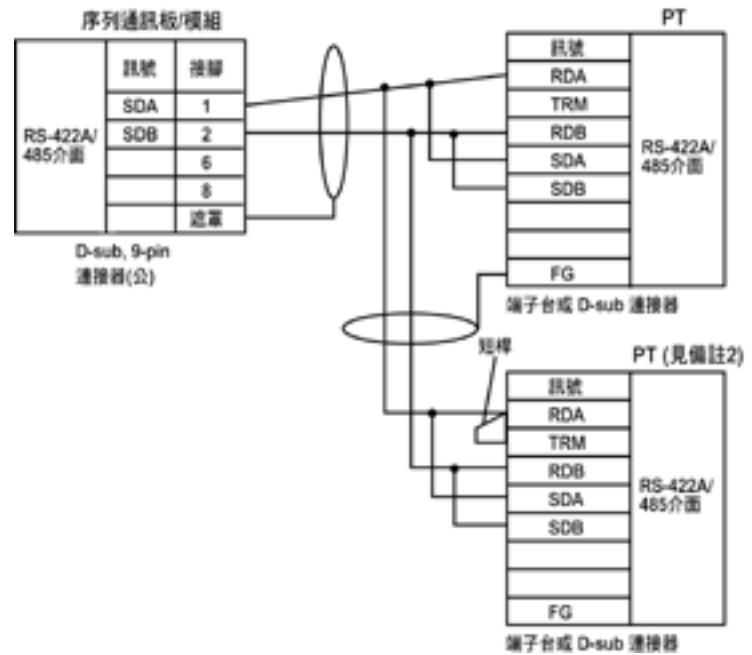 序列通訊板/模組
訊號 接腳
SDA 1
SDB 2
6
8
遮罩
RS-422A/
485介面
D-sub, 9-pin
連接器(公)
PT
訊號
RDA
TRM
RDB
SDA
SDB
FG
RS-422A/
485介面
端子台或 D-sub 連接器
短桿
PT (見備註2)
訊號
RDA
TRM
RDB
SDA
SDB
FG
RS-422A/
485介面
端子台或 D-sub 連接器